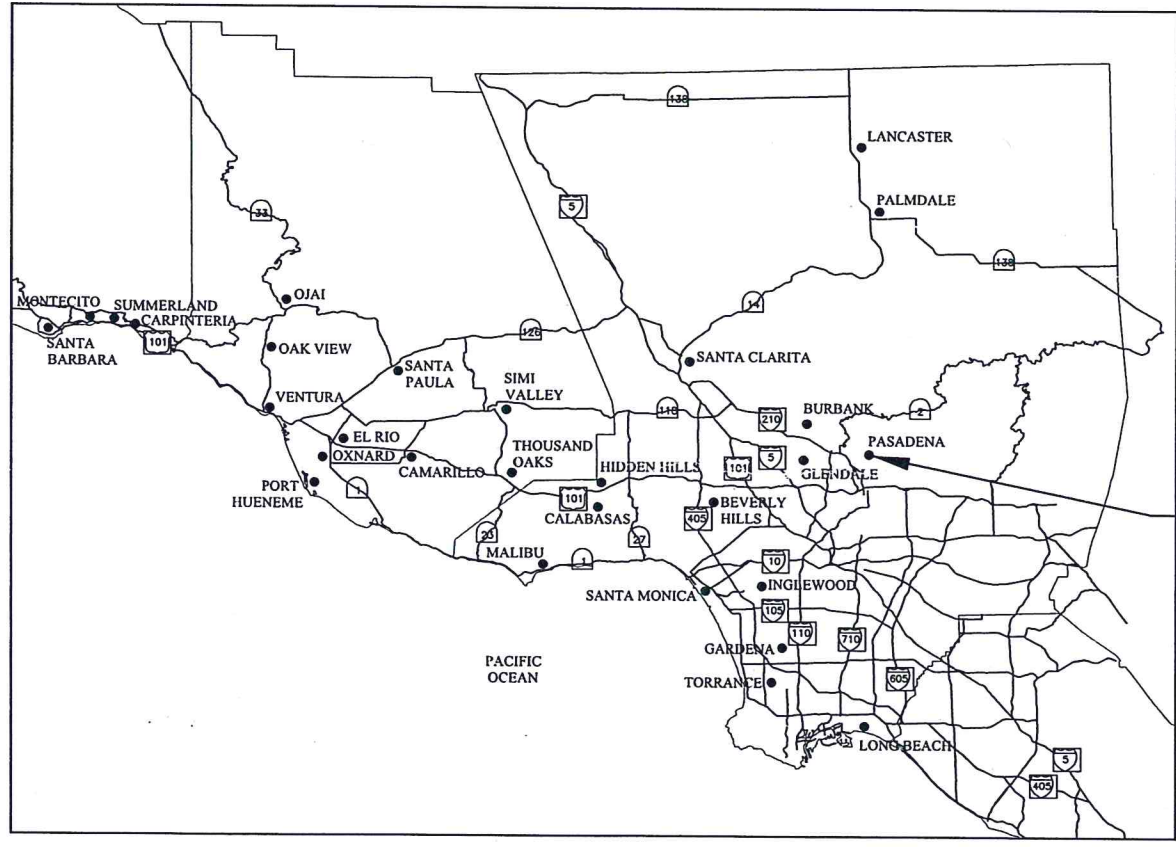 138
LANCASTER
5
PALMDALE
33
138
OJAI
14
MONTECITO
SUMMERLAND
CARPINTERIA
SANTA
BARBARA
101
126
OAK VIEW
SANTA CLARITA
SANTA
PAULA
SIMI
VALLEY
VENTURA
118
210
BURBANK
2
EL RIO
PASADENA
OXNARD
CAMARILLO
THOUSAND
OAKS
HIDDEN HILLS
101
5
GLENDALE
PORT
HUENEME
1
101
CALABASAS
405
BEVERLY
HILLS
23
27
MALIBU
1
10
SANTA MONICA
INGLEWOOD
105
110
710
GARDENA
PACIFIC
OCEAN
TORRANCE
605
LONG BEACH
5
405